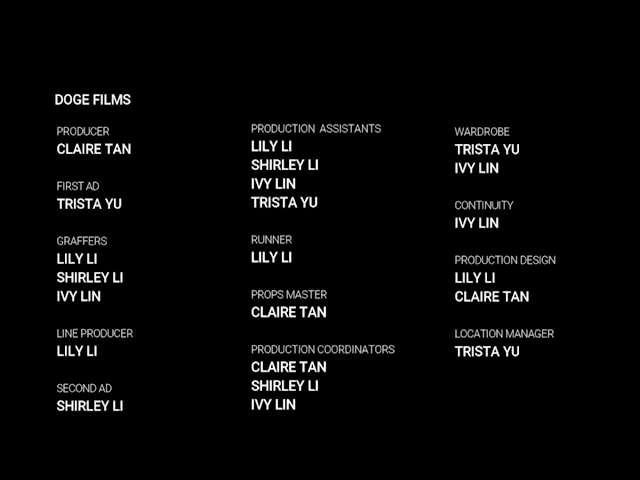 DOGE FILMS
PRODUCER
CLAIRE TAN
FIRST AD
TRISTA YU
GRAFFERS
LILY LI
SHIRLEY LI
IVY LIN
LINE PRODUCER
LILY LI
SECOND AD
SHIRLEY LI
PRODUCTION ASSISTANTS
LILY LI
SHIRLEY LI
IVY LIN
TRISTA YU
RUNNER
LILY LI
PROPS MASTER
CLAIRE TAN
PRODUCTION COORDINATORS
CLAIRE TAN
SHIRLEY LI
IVY LIN
WARDROBE
TRISTA YU
IVY LIN
CONTINUITY
IVY LIN
PRODUCTION DESIGN
LILY LI
CLAIRE TAN
LOCATION MANAGER
TRISTA YU